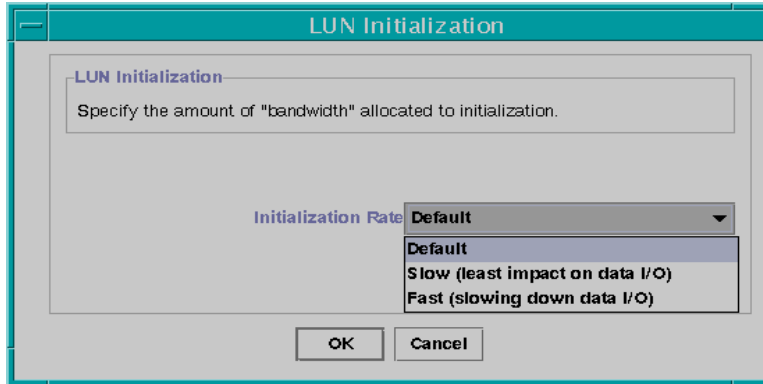 LUN Initialization
LUN Initialization
Specify the amount of "bandwidth" allocated to initialization.
Initialization Rate Default
Default
Slow (least impact on data I/O)
Fast (slowing down data I/O)
OK Cancel